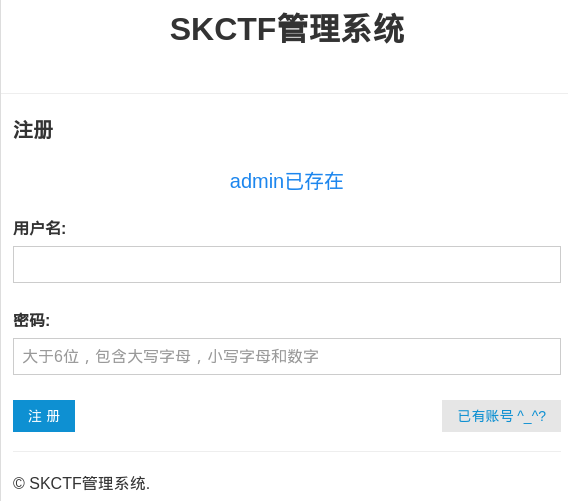 SKCTF管理系统
注册
admin已存在
用户名:
密码:
大于6位，包含大写字母，小写字母和数字
注 册
已有账号 ^_^?
© SKCTF管理系统.